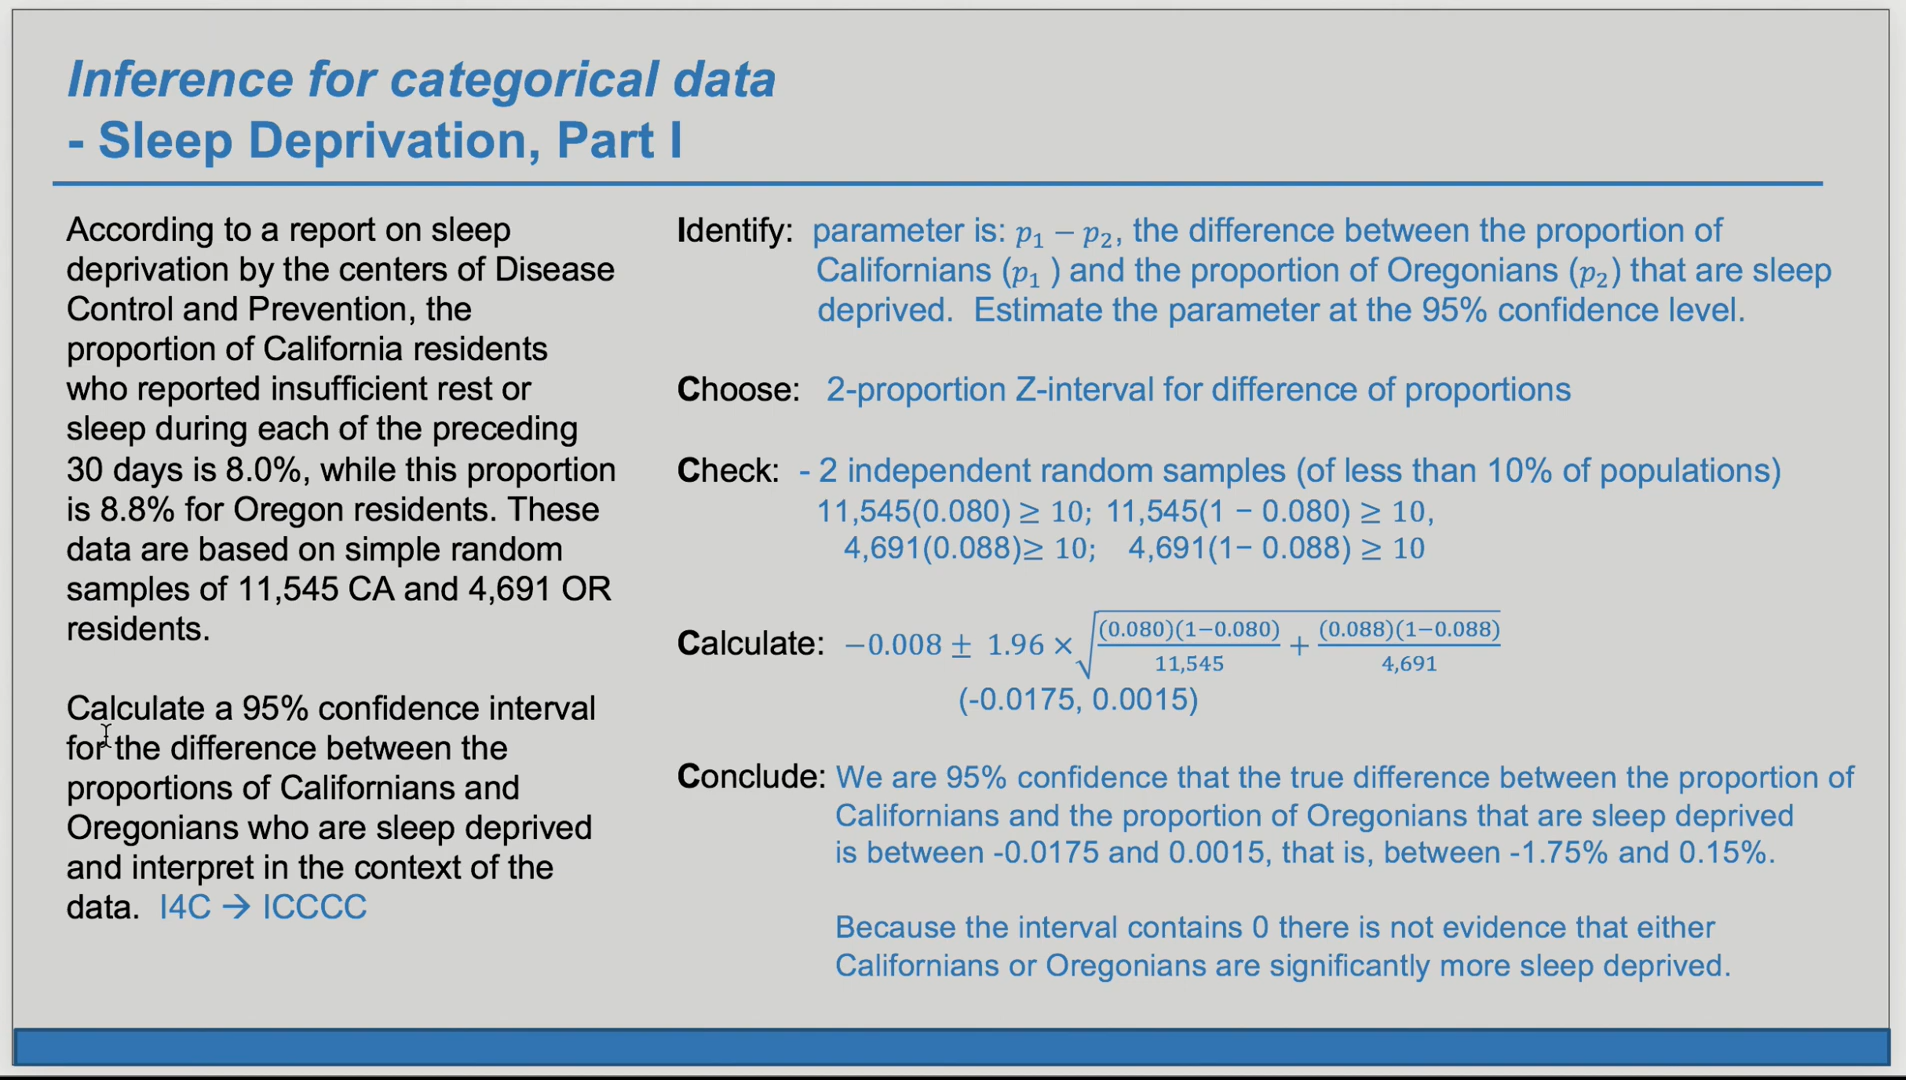 Inference for categorical data
- Sleep Deprivation, Part I
According to a report on sleep
deprivation by the centers of Disease
Control and Prevention, the
proportion of California residents
who reported insufficient rest or
sleep during each of the preceding
30 days is 8.0%, while this proportion
is 8.8% for Oregon residents. These
data are based on simple random
samples of 11,545 CA and 4,691 OR
residents.
Calculate a 95% confidence interval
for the difference between the
proportions of Californians and
Oregonians who are sleep deprived
and interpret in the context of the
data. I4C → ICCCC
Identify: parameter is: p₁ − p₂, the difference between the proportion of
Californians (p₁ ) and the proportion of Oregonians (p₂) that are sleep
deprived. Estimate the parameter at the 95% confidence level.
Choose: 2-proportion Z-interval for difference of proportions
Check: - 2 independent random samples (of less than 10% of populations)
11,545(0.080) ≥ 10; 11,545(1 − 0.080) ≥ 10,
4,691(0.088)≥ 10; 4,691(1− 0.088) ≥ 10
Calculate: −0.008 ± 1.96 × √((0.080)(1−0.080)/11,545 + (0.088)(1−0.088)/4,691)
(-0.0175, 0.0015)
Conclude: We are 95% confidence that the true difference between the proportion of
Californians and the proportion of Oregonians that are sleep deprived
is between -0.0175 and 0.0015, that is, between -1.75% and 0.15%.
Because the interval contains 0 there is not evidence that either
Californians or Oregonians are significantly more sleep deprived.